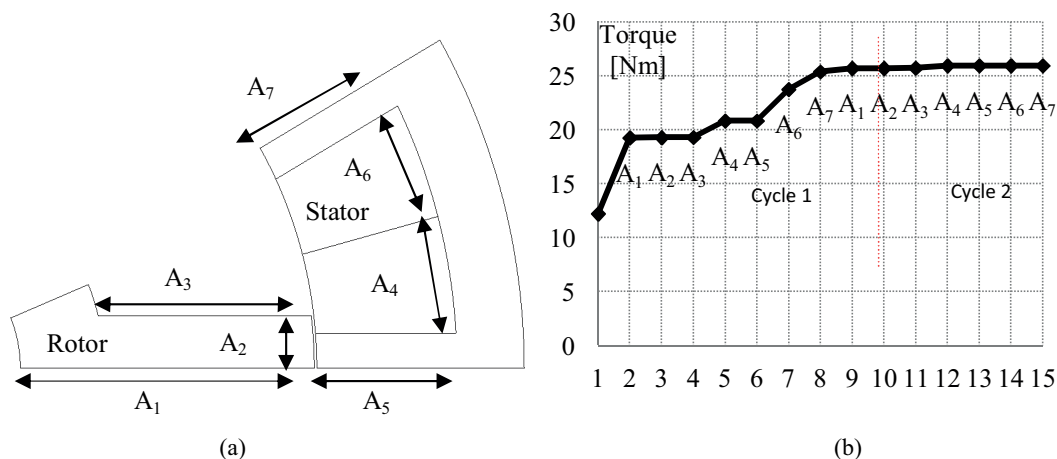 A7
A6
Stator
A3
A4
Rotor
A2
A1
A5
(a)
30
Torque
[Nm]
25
20
15
10
5
0
A1
A2
A3
A4
A5
A6
A7
A1
A2
A3
A4
A5
A6
A7
Cycle 1
Cycle 2
1 2 3 4 5 6 7 8 9 10 11 12 13 14 15
(b)